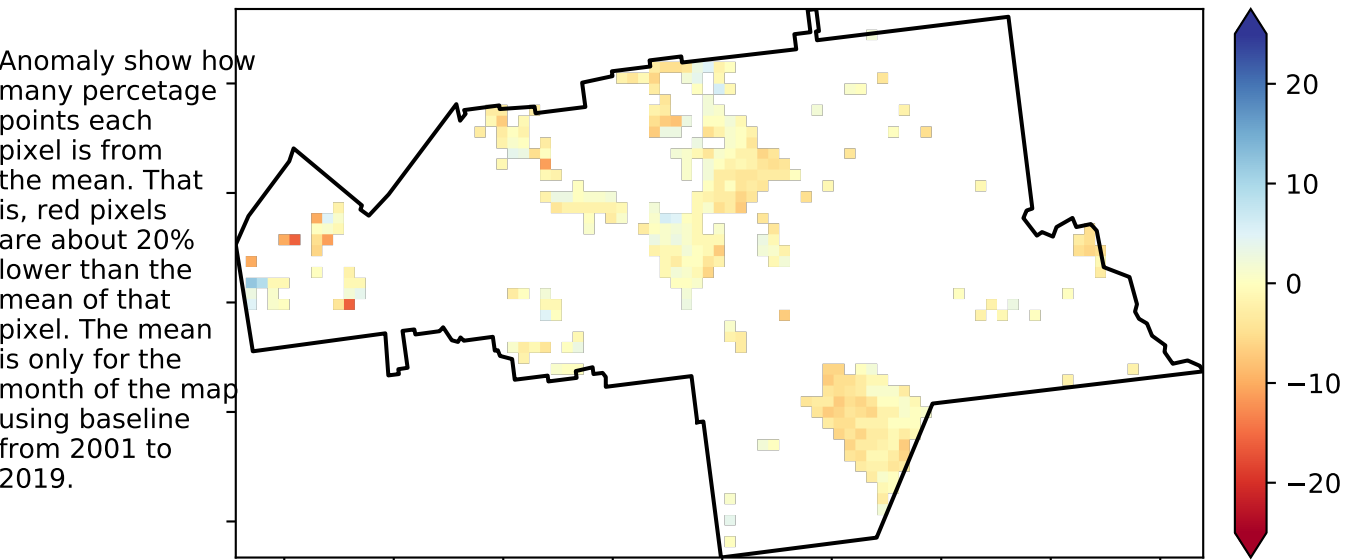 Anomaly show how
many percetage
points each
pixel is from
the mean. That
is, red pixels
are about 20%
lower than the
mean of that
pixel. The mean
is only for the
month of the map
using baseline
from 2001 to
2019.
20
10
0
−10
−20